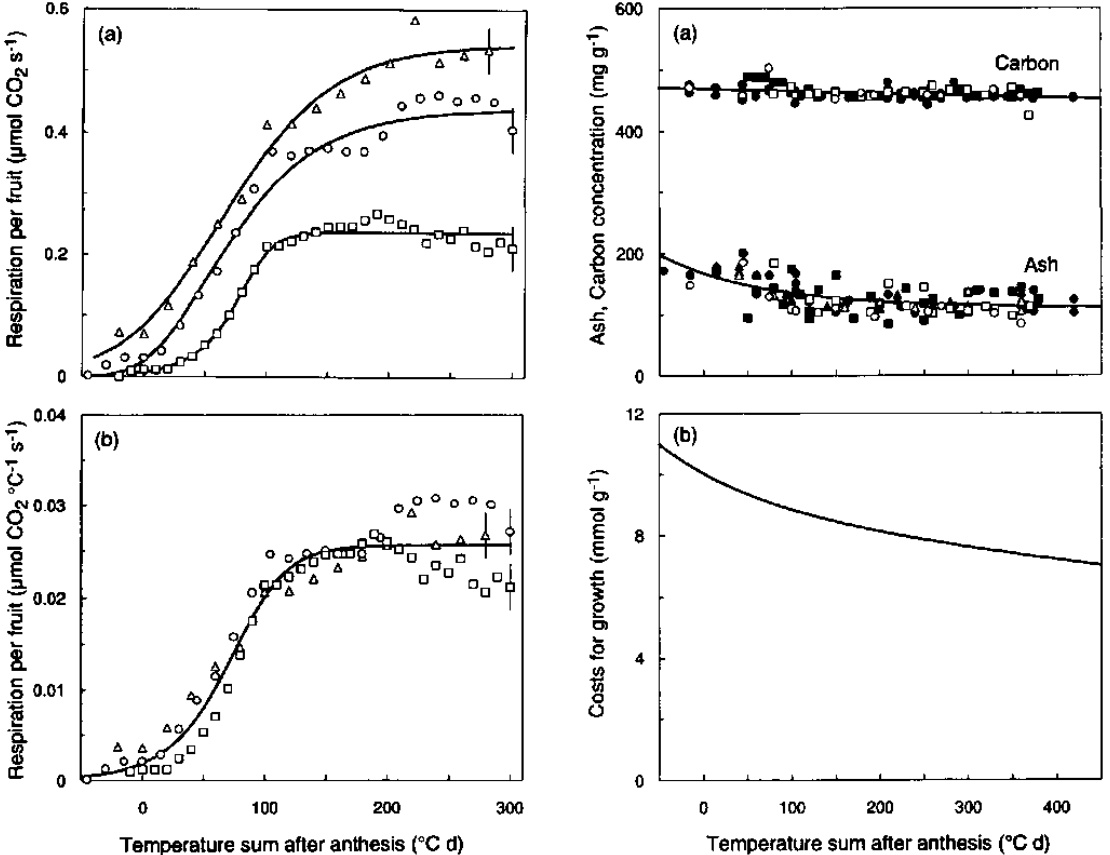 (a)
Respiration per fruit (µmol CO₂ s⁻¹)
0.6
0.4
0.2
0
(b)
Respiration per fruit (µmol CO₂ °C⁻¹ s⁻¹)
0.04
0.03
0.02
0.01
0
0 100 200 300
Temperature sum after anthesis (°C d)
(a)
Ash, Carbon concentration (mg g⁻¹)
600
400
200
0
Carbon
Ash
(b)
Costs for growth (mmol g⁻¹)
12
8
4
0
0 100 200 300 400
Temperature sum after anthesis (°C d)